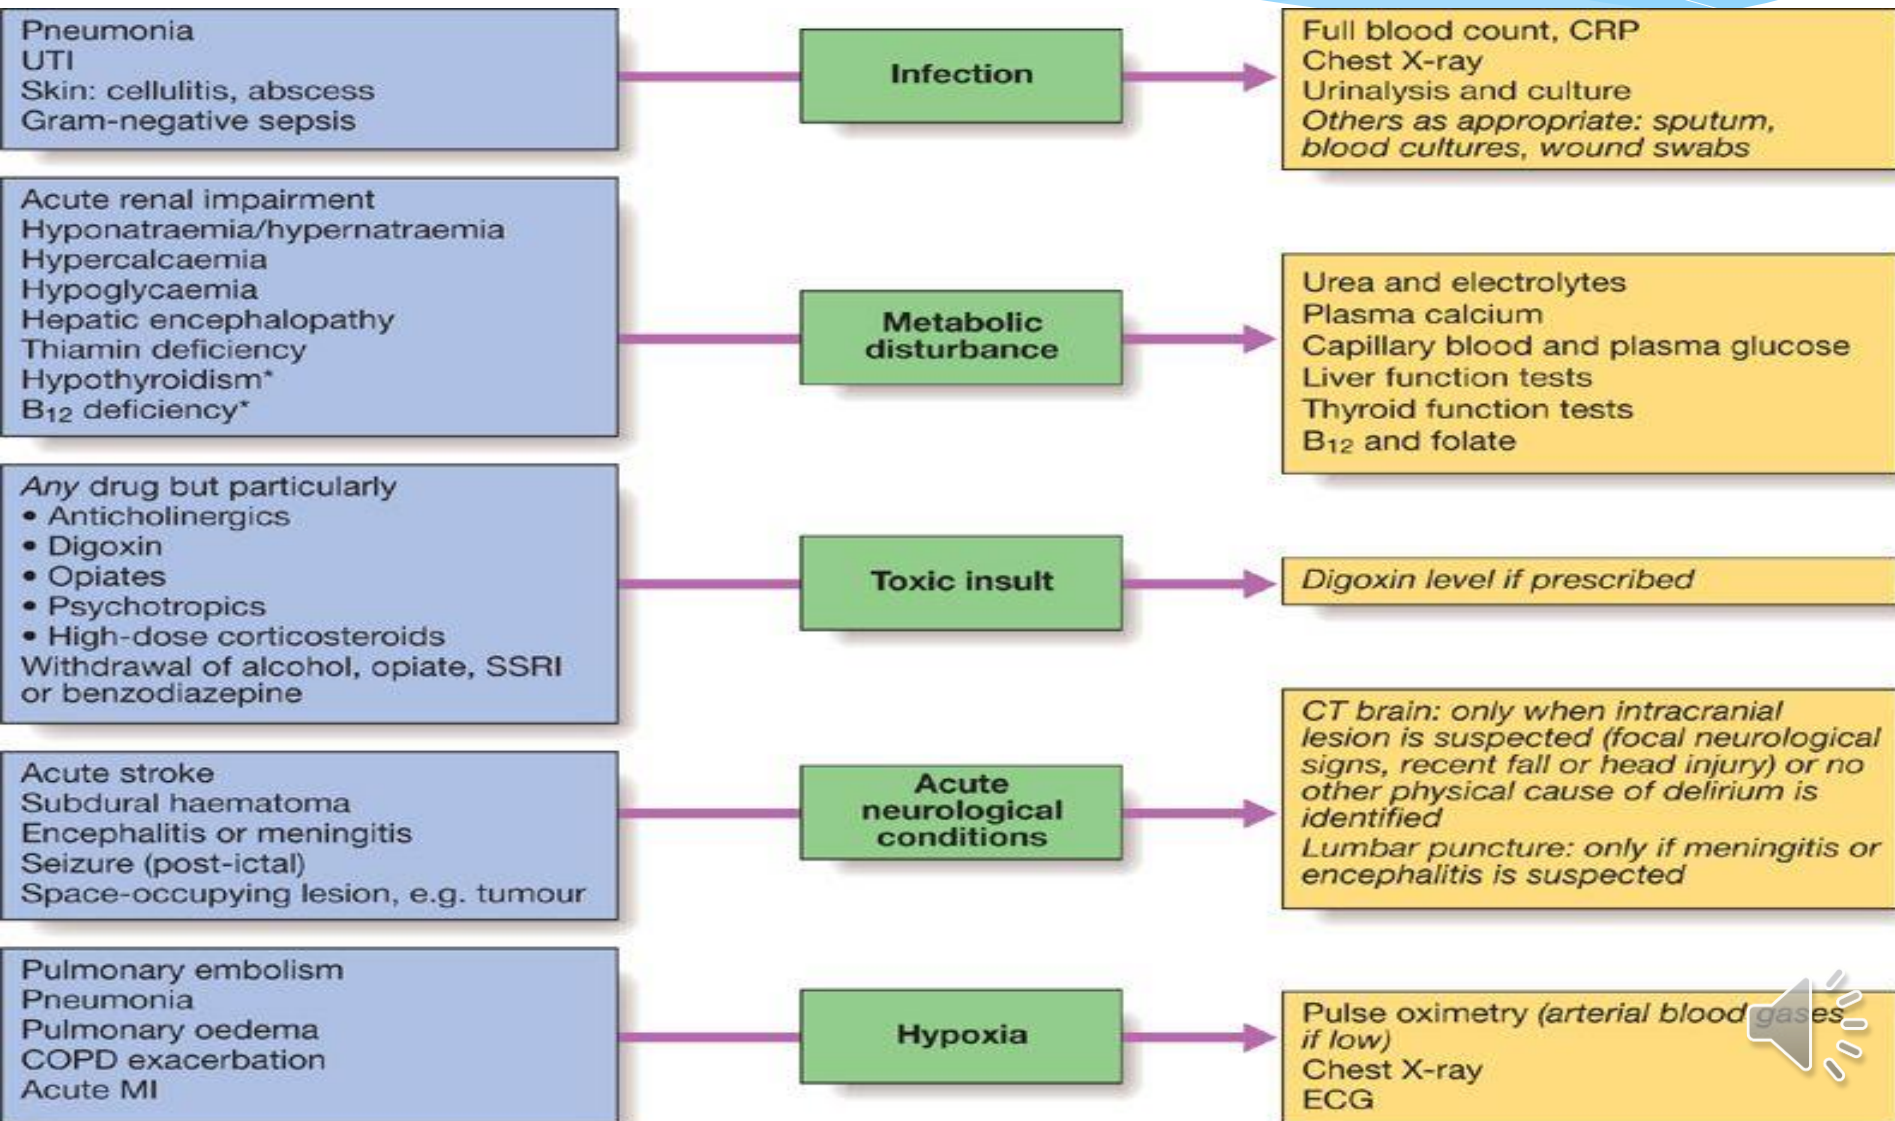 Pneumonia
UTI
Skin: cellulitis, abscess
Gram-negative sepsis
Infection
Full blood count, CRP
Chest X-ray
Urinalysis and culture
Others as appropriate: sputum,
blood cultures, wound swabs
Acute renal impairment
Hyponatraemia/hypernatraemia
Hypercalcaemia
Hypoglycaemia
Hepatic encephalopathy
Thiamin deficiency
Hypothyroidism*
B₁₂ deficiency*
Metabolic
disturbance
Urea and electrolytes
Plasma calcium
Capillary blood and plasma glucose
Liver function tests
Thyroid function tests
B₁₂ and folate
Any drug but particularly
• Anticholinergics
• Digoxin
• Opiates
• Psychotropics
• High-dose corticosteroids
Withdrawal of alcohol, opiate, SSRI
or benzodiazepine
Toxic insult
Digoxin level if prescribed
Acute stroke
Subdural haematoma
Encephalitis or meningitis
Seizure (post-ictal)
Space-occupying lesion, e.g. tumour
Acute
neurological
conditions
CT brain: only when intracranial
lesion is suspected (focal neurological
signs, recent fall or head injury) or no
other physical cause of delirium is
identified
Lumbar puncture: only if meningitis or
encephalitis is suspected
Pulmonary embolism
Pneumonia
Pulmonary oedema
COPD exacerbation
Acute MI
Hypoxia
Pulse oximetry (arterial blood gases
if low)
Chest X-ray
ECG